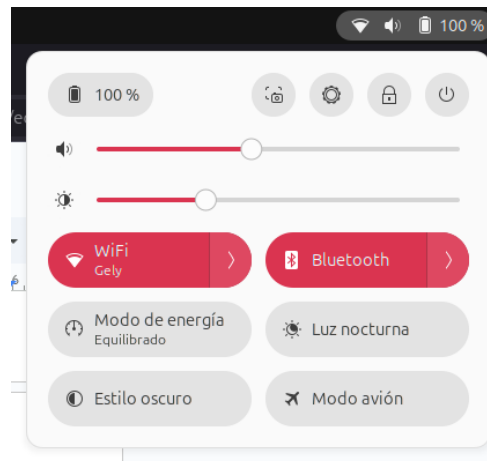 100 %
100 %
WiFi
Gely
Bluetooth
Modo de energía
Equilibrado
Luz nocturna
Estilo oscuro
Modo avión